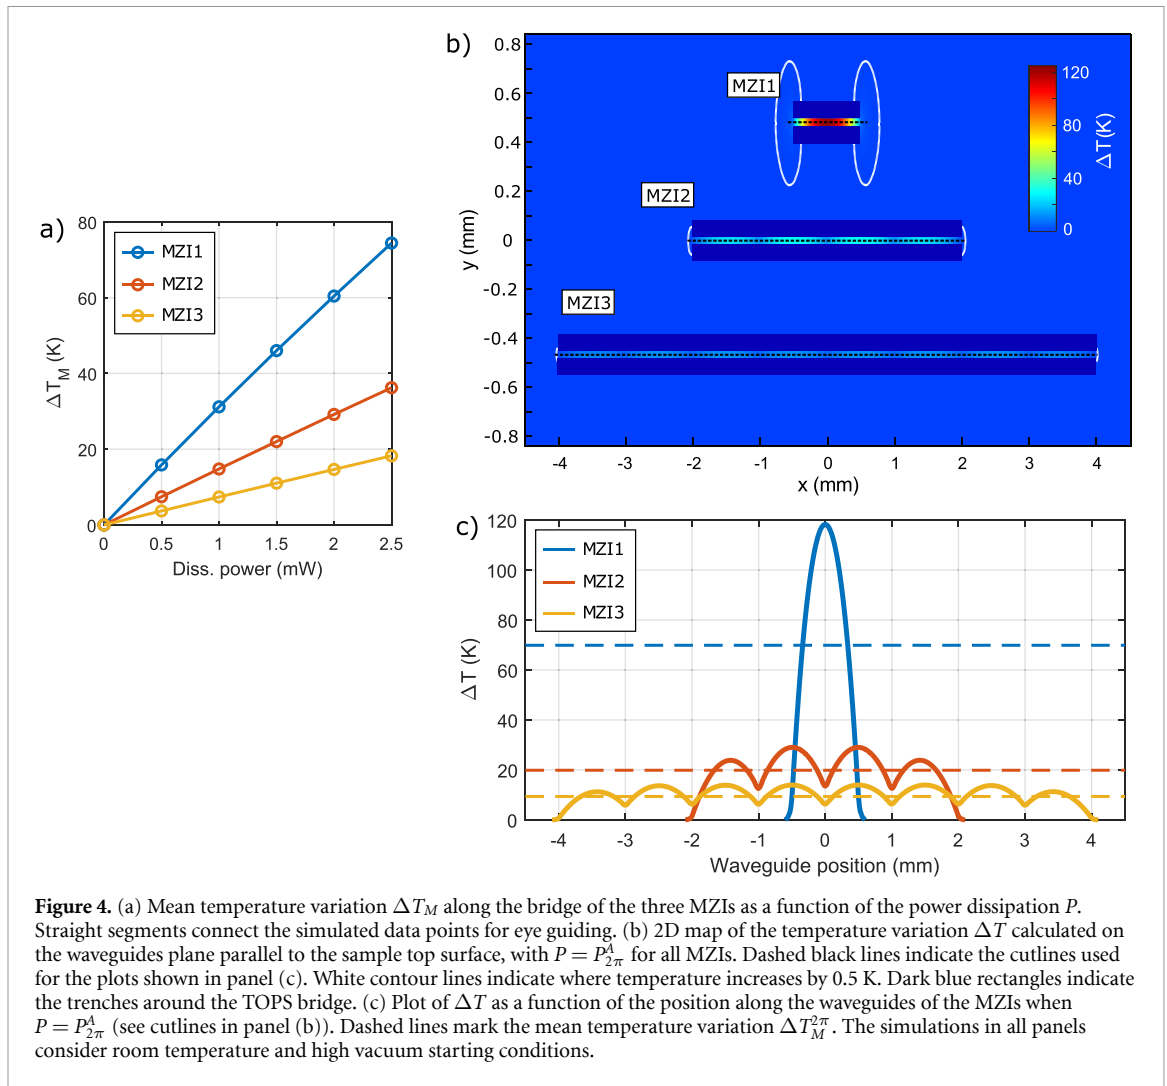 a)
80
60
40
20
0
ΔT_M (K)
MZI1
MZI2
MZI3
0 0.5 1 1.5 2 2.5
Diss. power (mW)
b)
0.8
0.6
0.4
0.2
0
-0.2
-0.4
-0.6
-0.8
y (mm)
MZI1
MZI2
MZI3
120
80
40
0
ΔT(K)
-4 -3 -2 -1 0 1 2 3 4
x (mm)
c)
120
100
80
60
40
20
0
ΔT (K)
MZI1
MZI2
MZI3
-4 -3 -2 -1 0 1 2 3 4
Waveguide position (mm)
Figure 4. (a) Mean temperature variation ΔT_M along the bridge of the three MZIs as a function of the power dissipation P.
Straight segments connect the simulated data points for eye guiding. (b) 2D map of the temperature variation ΔT calculated on
the waveguides plane parallel to the sample top surface, with P = P_{2π}^A for all MZIs. Dashed black lines indicate the cutlines used
for the plots shown in panel (c). White contour lines indicate where temperature increases by 0.5 K. Dark blue rectangles indicate
the trenches around the TOPS bridge. (c) Plot of ΔT as a function of the position along the waveguides of the MZIs when
P = P_{2π}^A (see cutlines in panel (b)). Dashed lines mark the mean temperature variation ΔT_M^{2π}. The simulations in all panels
consider room temperature and high vacuum starting conditions.